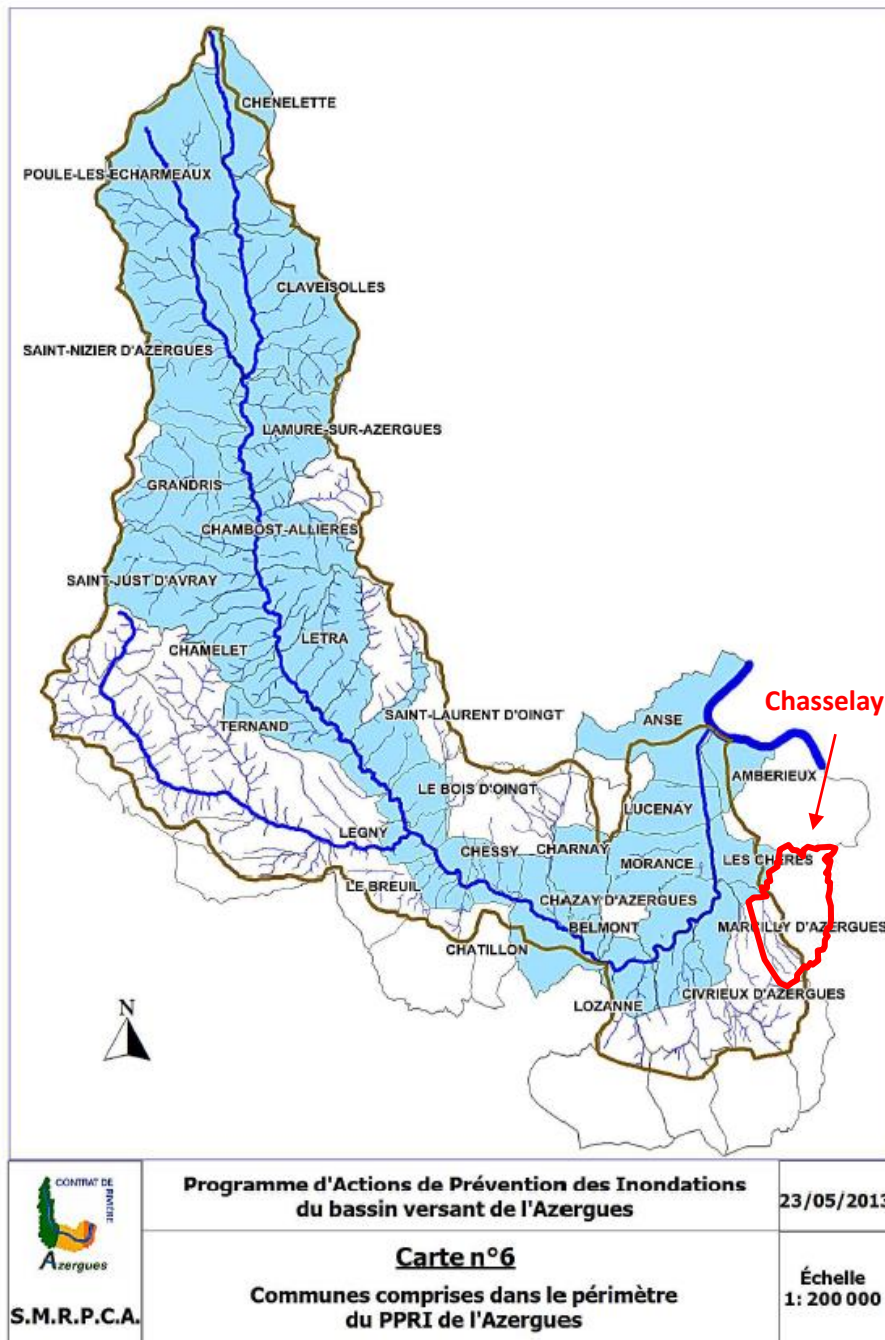 CHENELETTE
POULE-LES-ECHARMEAUX
CLAVEISOLLES
SAINT-NIZIER D'AZERGUES
LAMURE-SUR-AZERGUES
GRANDRIS
CHAMBOST-ALLIERES
SAINT-JUST D'AVRAY
LETRA
CHAMELET
Chasselay
SAINT-LAURENT D'OINGT
ANSE
TERNAND
AMBERIEUX
LE BOIS D'OINGT
LUCENAY
LEGNY
CHESSY
CHARNAY
MORANCE
LES CHERES
LE BREUIL
CHAZAY D'AZERGUES
BELMONT
MARCILLY D'AZERGUES
CHATILLON
CIVRIEUX D'AZERGUES
LOZANNE
N
CONTRAT DE RIVIÈRE
Azergues
S.M.R.P.C.A.
Programme d'Actions de Prévention des Inondations
du bassin versant de l'Azergues
23/05/2013
Carte n°6
Communes comprises dans le périmètre
du PPRI de l'Azergues
Échelle
1: 200 000